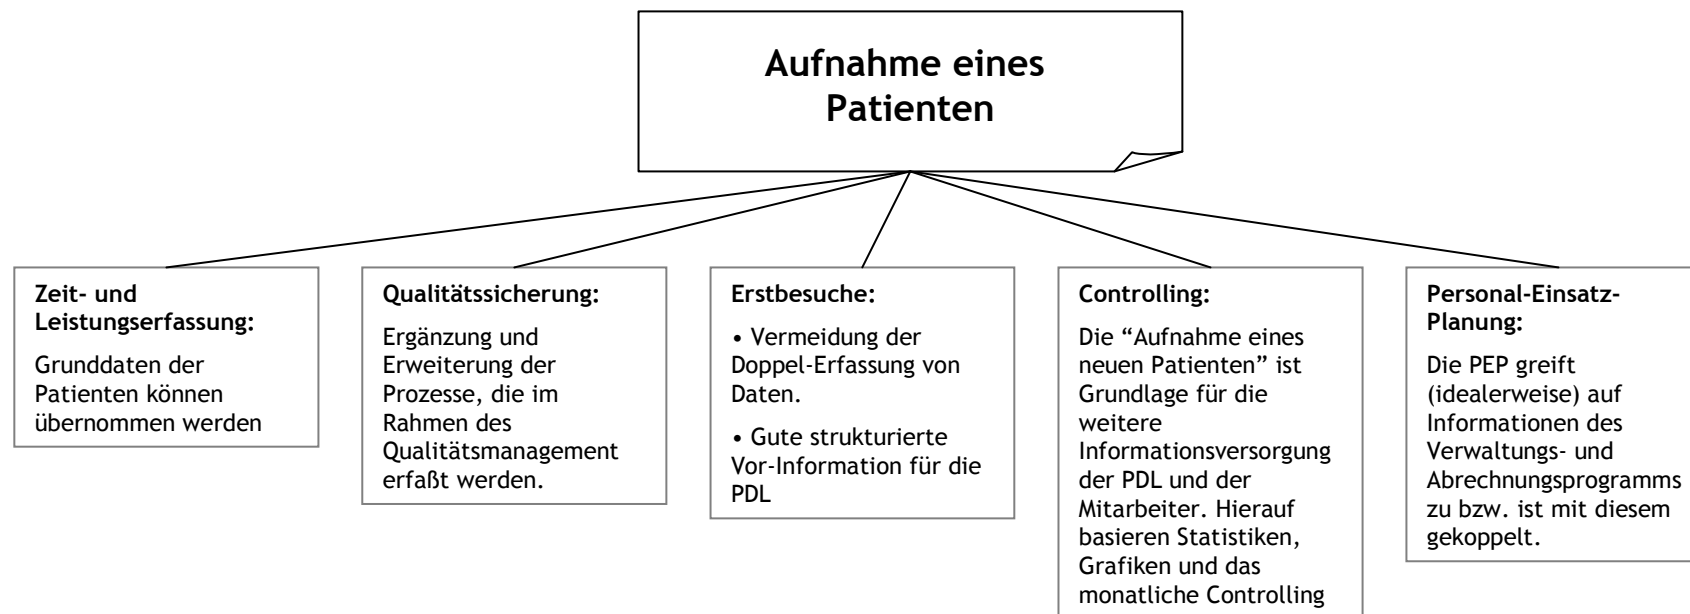 Aufnahme eines
Patienten
Zeit- und
Leistungserfassung:
Grunddaten der
Patienten können
übernommen werden
Qualitätssicherung:
Ergänzung und
Erweiterung der
Prozesse, die im
Rahmen des
Qualitätsmanagement
erfaßt werden.
Erstbesuche:
• Vermeidung der
Doppel-Erfassung von
Daten.
• Gute strukturierte
Vor-Information für die
PDL
Controlling:
Die “Aufnahme eines
neuen Patienten” ist
Grundlage für die
weitere
Informationsversorgung
der PDL und der
Mitarbeiter. Hierauf
basieren Statistiken,
Grafiken und das
monatliche Controlling
Personal-Einsatz-
Planung:
Die PEP greift
(idealerweise) auf
Informationen des
Verwaltungs- und
Abrechnungsprogramms
zu bzw. ist mit diesem
gekoppelt.